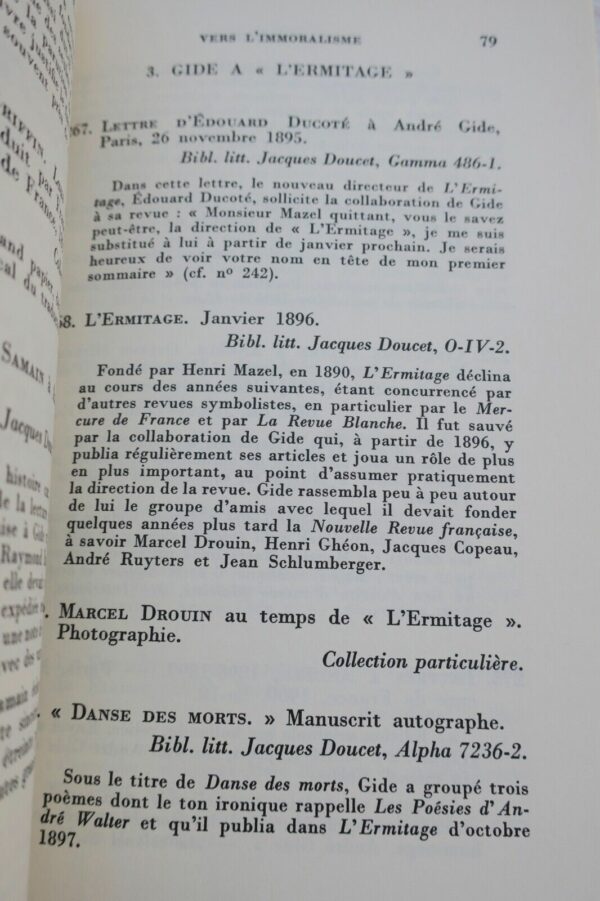 VERS L'IMMORALISME 79
3. GIDE A « L'ERMITAGE »
67. LETTRE D'ÉDOUARD DUCOTÉ à André Gide,
Paris, 26 novembre 1895.
Bibl. litt. Jacques Doucet, Gamma 486-1.
Dans cette lettre, le nouveau directeur de L'Ermi-
tage, Édouard Ducoté, sollicite la collaboration de Gide
à sa revue : « Monsieur Mazel quittant, vous le savez
peut-être, la direction de « L'Ermitage », je me suis
substitué à lui à partir de janvier prochain. Je serais
heureux de voir votre nom en tête de mon premier
sommaire » (cf. nº 242).
68. L'ERMITAGE. Janvier 1896.
Bibl. litt. Jacques Doucet, O-IV-2.
Fondé par Henri Mazel, en 1890, L'Ermitage déclina
au cours des années suivantes, étant concurrencé par
d'autres revues symbolistes, en particulier par le Mer-
cure de France et par La Revue Blanche. Il fut sauvé
par la collaboration de Gide qui, à partir de 1896, y
publia régulièrement ses articles et joua un rôle de plus
en plus important, au point d'assumer pratiquement
la direction de la revue. Gide rassembla peu à peu autour
de lui le groupe d'amis avec lequel il devait fonder
quelques années plus tard la Nouvelle Revue française,
à savoir Marcel Drouin, Henri Ghéon, Jacques Copeau,
André Ruyters et Jean Schlumberger.
. MARCEL DROUIN au temps de « L'Ermitage ».
Photographie.
Collection particulière.
. « DANSE DES MORTS. » Manuscrit autographe.
Bibl. litt. Jacques Doucet, Alpha 7236-2.
Sous le titre de Danse des morts, Gide a groupé trois
poèmes dont le ton ironique rappelle Les Poésies d'An-
dré Walter et qu'il publia dans L'Ermitage d'octobre
1897.